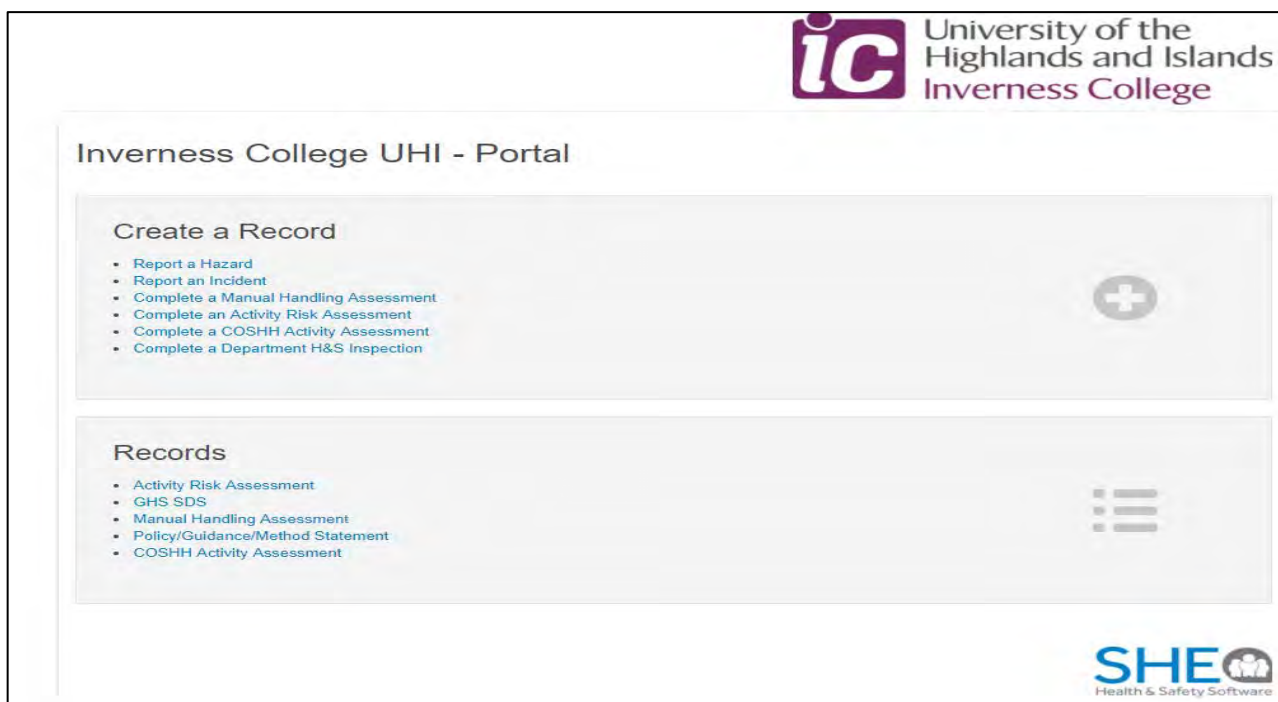 ic
University of the
Highlands and Islands
Inverness College
Inverness College UHI - Portal
Create a Record
Report a Hazard
Report an Incident
Complete a Manual Handling Assessment
Complete an Activity Risk Assessment
Complete a COSHH Activity Assessment
Complete a Department H&S Inspection
Records
Activity Risk Assessment
GHS SDS
Manual Handling Assessment
Policy/Guidance/Method Statement
COSHH Activity Assessment
SHE
Health & Safety Software